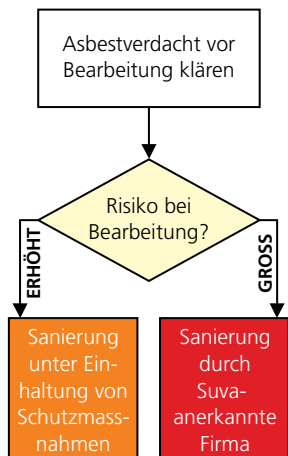 Asbestverdacht vor
Bearbeitung klären
Risiko bei
Bearbeitung?
ERHÖHT
GROSS
Sanierung
unter Ein-
haltung von
Schutzmass-
nahmen
Sanierung
durch
Suva-
anerkannte
Firma